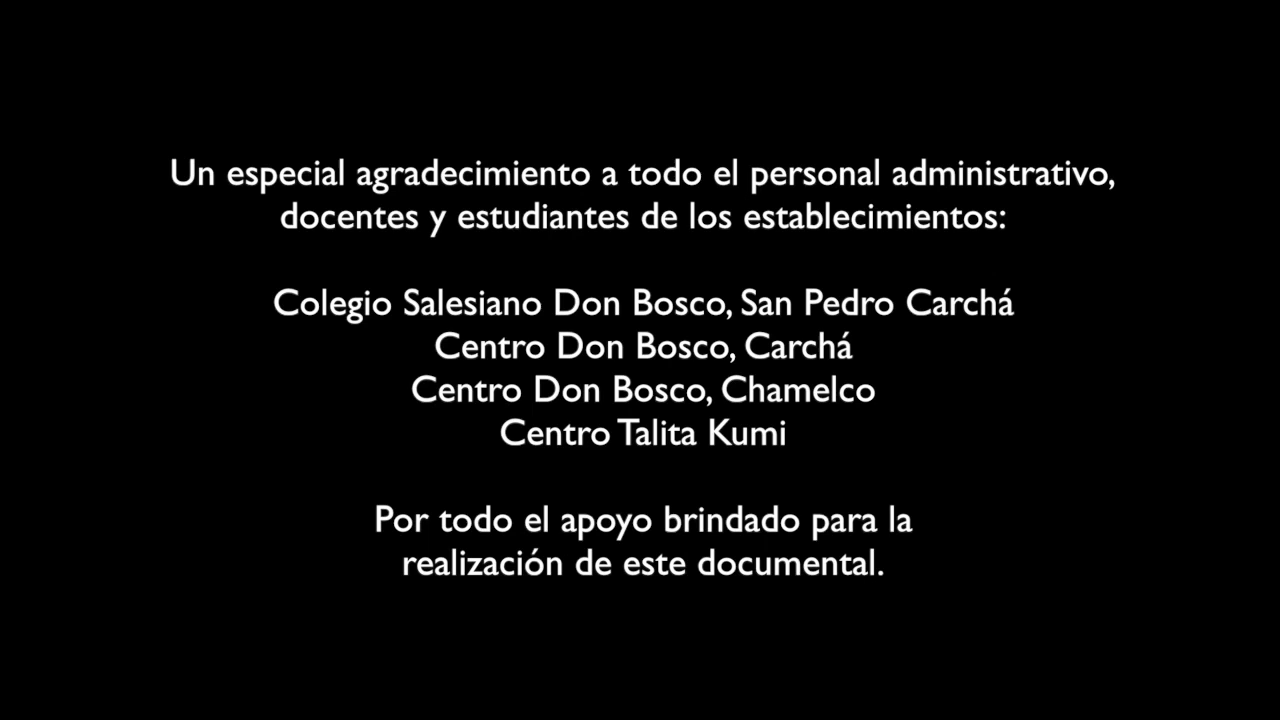 Un especial agradecimiento a todo el personal administrativo,
docentes y estudiantes de los establecimientos:
Colegio Salesiano Don Bosco, San Pedro Carchá
Centro Don Bosco, Carchá
Centro Don Bosco, Chamelco
Centro Talita Kumi
Por todo el apoyo brindado para la
realización de este documental.